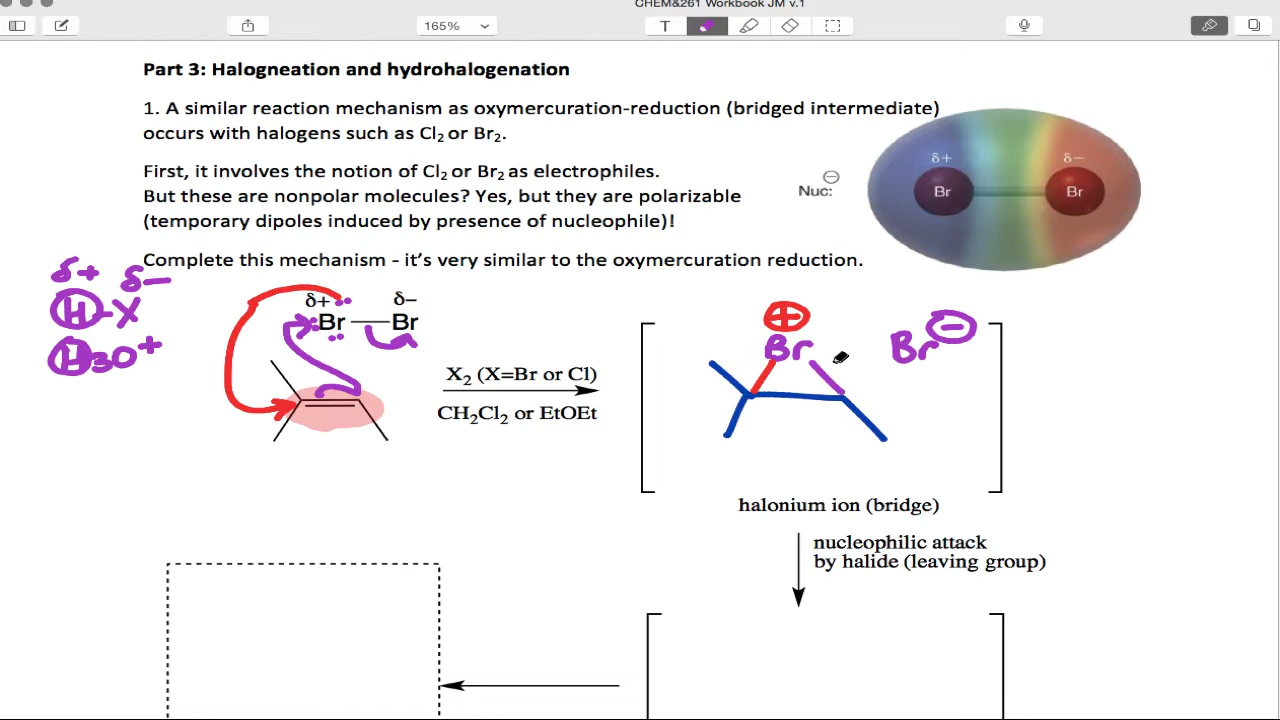 CHEM&261 Workbook JM v.1
165%
T
Part 3: Halogneation and hydrohalogenation
1. A similar reaction mechanism as oxymercuration-reduction (bridged intermediate)
occurs with halogens such as Cl₂ or Br₂.
First, it involves the notion of Cl₂ or Br₂ as electrophiles.
But these are nonpolar molecules? Yes, but they are polarizable
(temporary dipoles induced by presence of nucleophile)!
Nuc: ⊖
δ+ δ−
Br Br
Complete this mechanism - it's very similar to the oxymercuration reduction.
δ+ δ−
H-X
H3O+
δ+ δ−
Br Br
X₂ (X=Br or Cl)
CH₂Cl₂ or EtOEt
+
Br
Br −
halonium ion (bridge)
nucleophilic attack
by halide (leaving group)